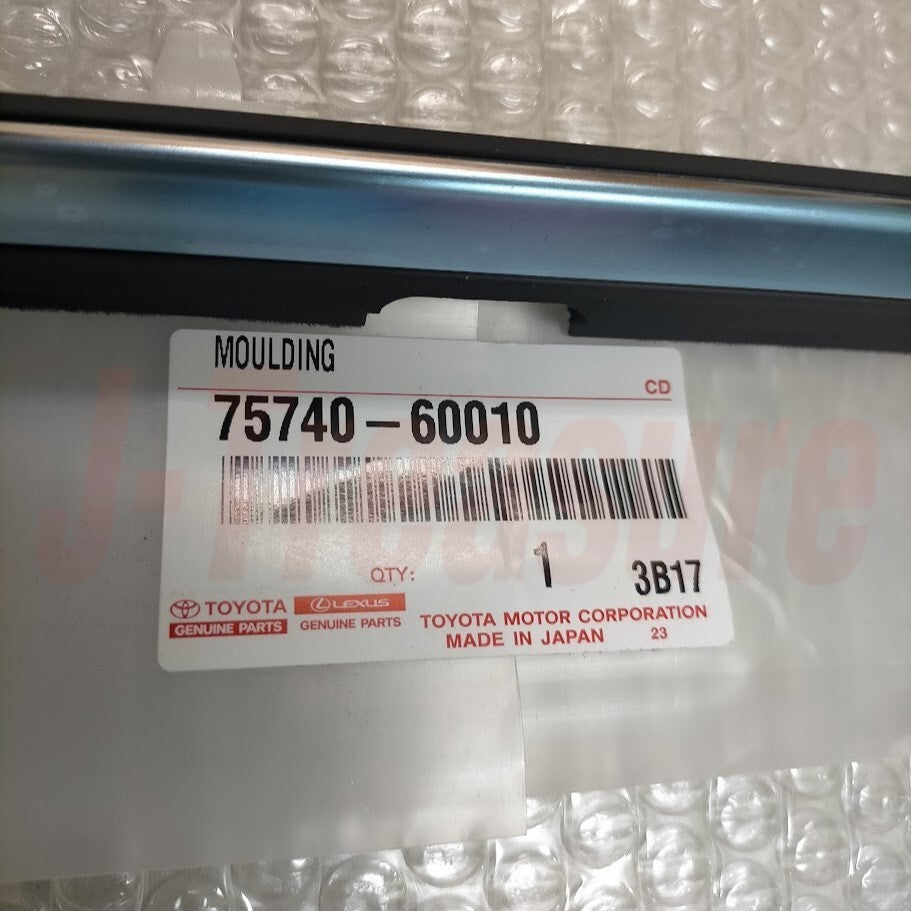 MOULDING
CD
75740-60010
J-Treasure
QTY: 1 3B17
TOYOTA LEXUS
GENUINE PARTS GENUINE PARTS
TOYOTA MOTOR CORPORATION
MADE IN JAPAN 23